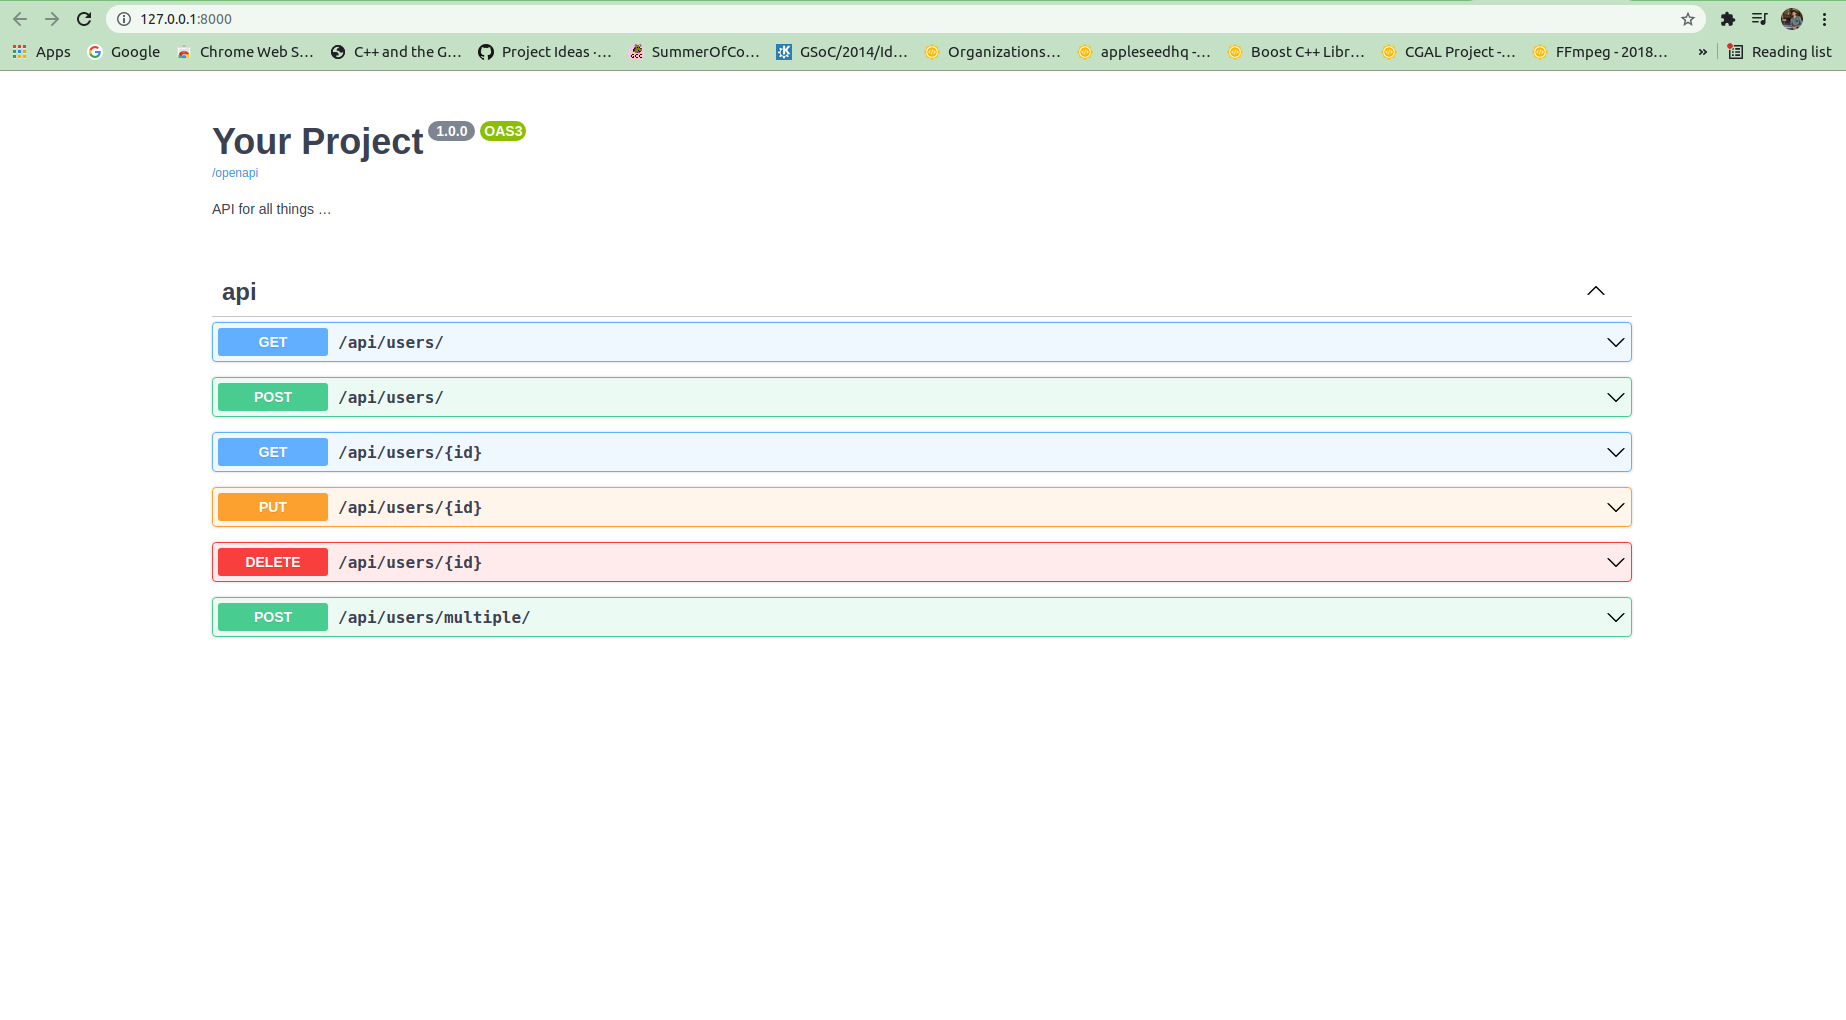 127.0.0.1:8000
Apps Google Chrome Web S... C++ and the G... Project Ideas ·... SummerOfCo... GSoC/2014/Id... Organizations... appleseedhq -... Boost C++ Libr... CGAL Project -... FFmpeg - 2018... » Reading list
Your Project 1.0.0 OAS3
/openapi
API for all things …
api
GET /api/users/
POST /api/users/
GET /api/users/{id}
PUT /api/users/{id}
DELETE /api/users/{id}
POST /api/users/multiple/